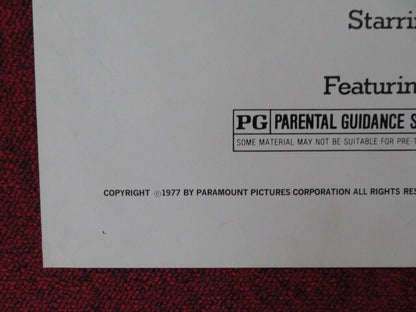 Starrin
Featurin
PG PARENTAL GUIDANCE S
SOME MATERIAL MAY NOT BE SUITABLE FOR PRE-T
COPYRIGHT ℗1977 BY PARAMOUNT PICTURES CORPORATION ALL RIGHTS RES